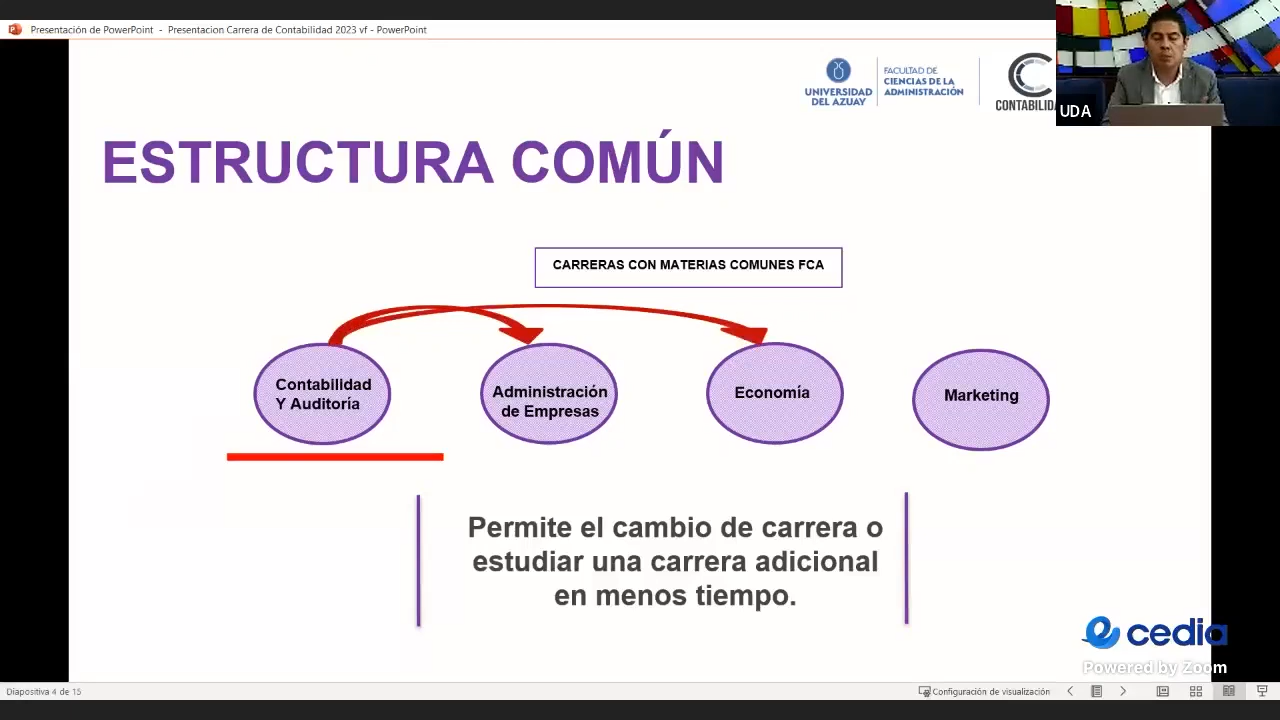 Presentación de PowerPoint - Presentacion Carrera de Contabilidad 2023 vf - PowerPoint
UNIVERSIDAD
DEL AZUAY
FACULTAD DE
CIENCIAS DE LA
ADMINISTRACIÓN
UDA
ESTRUCTURA COMÚN
CARRERAS CON MATERIAS COMUNES FCA
Contabilidad
Y Auditoría
Administración
de Empresas
Economía
Marketing
Permite el cambio de carrera o
estudiar una carrera adicional
en menos tiempo.
cedia
Powered by Zoom
Diapositiva 4 de 15
Configuración de visualización